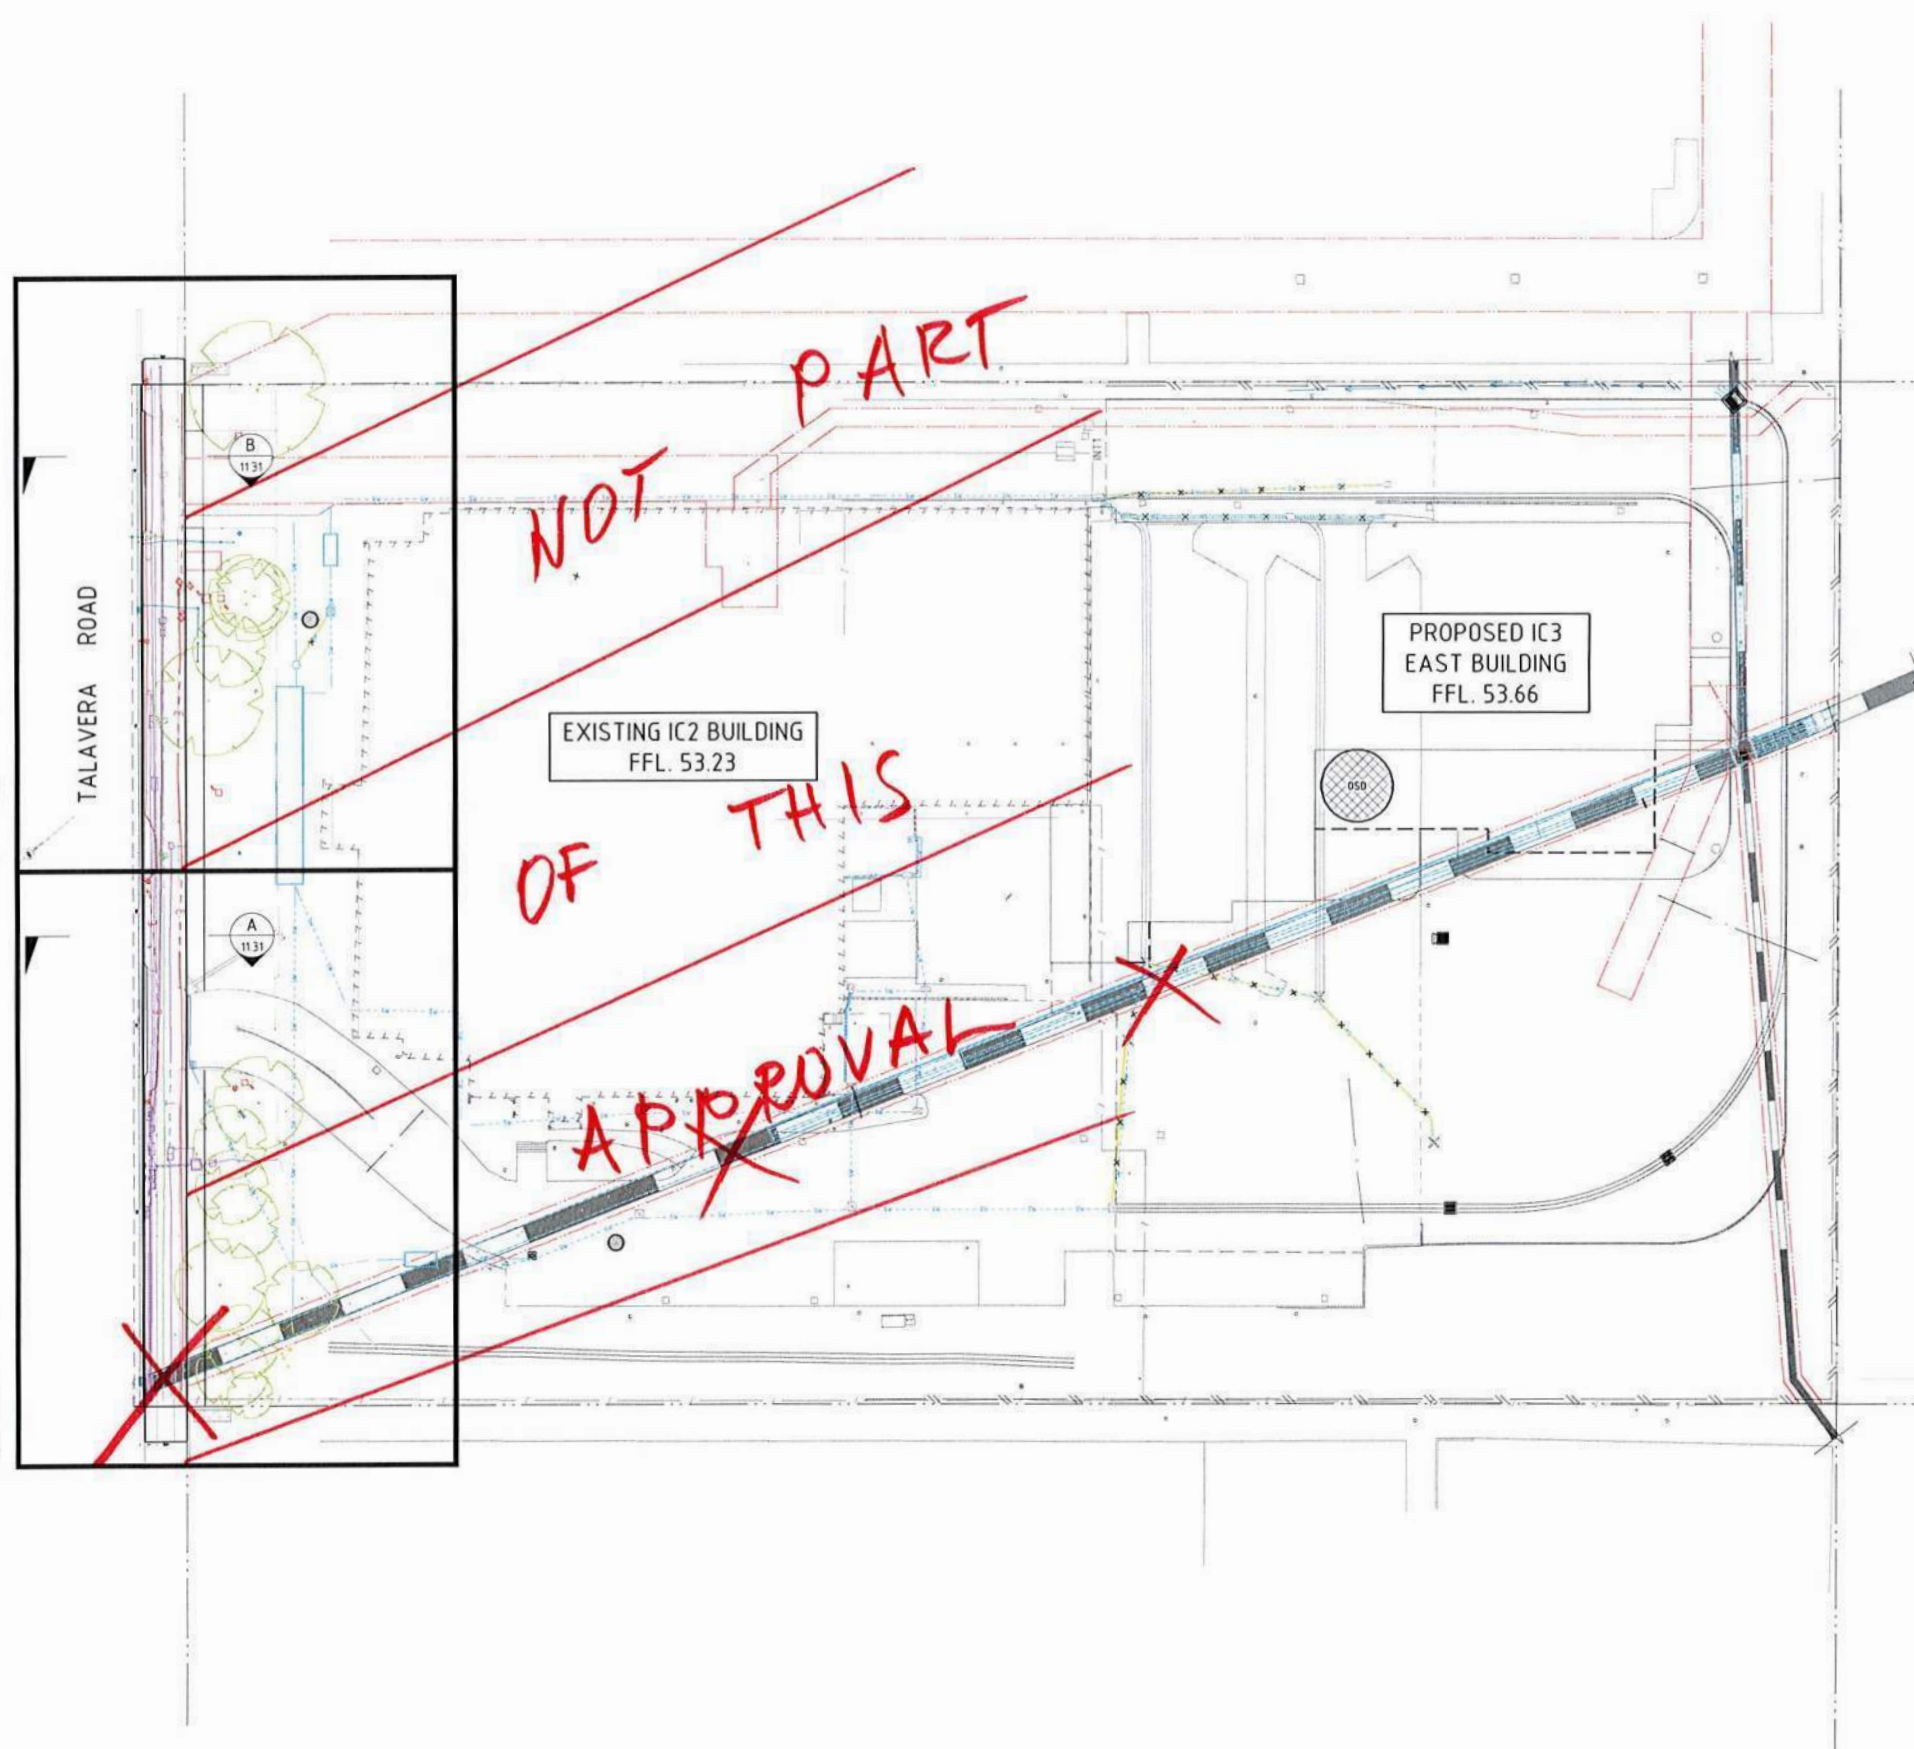 PART
NOT
B
1131
INT1
TALAVERA ROAD
PROPOSED IC3
EAST BUILDING
FFL. 53.66
EXISTING IC2 BUILDING
FFL. 53.23
OSD
THIS
OF
A
1131
APPROVAL